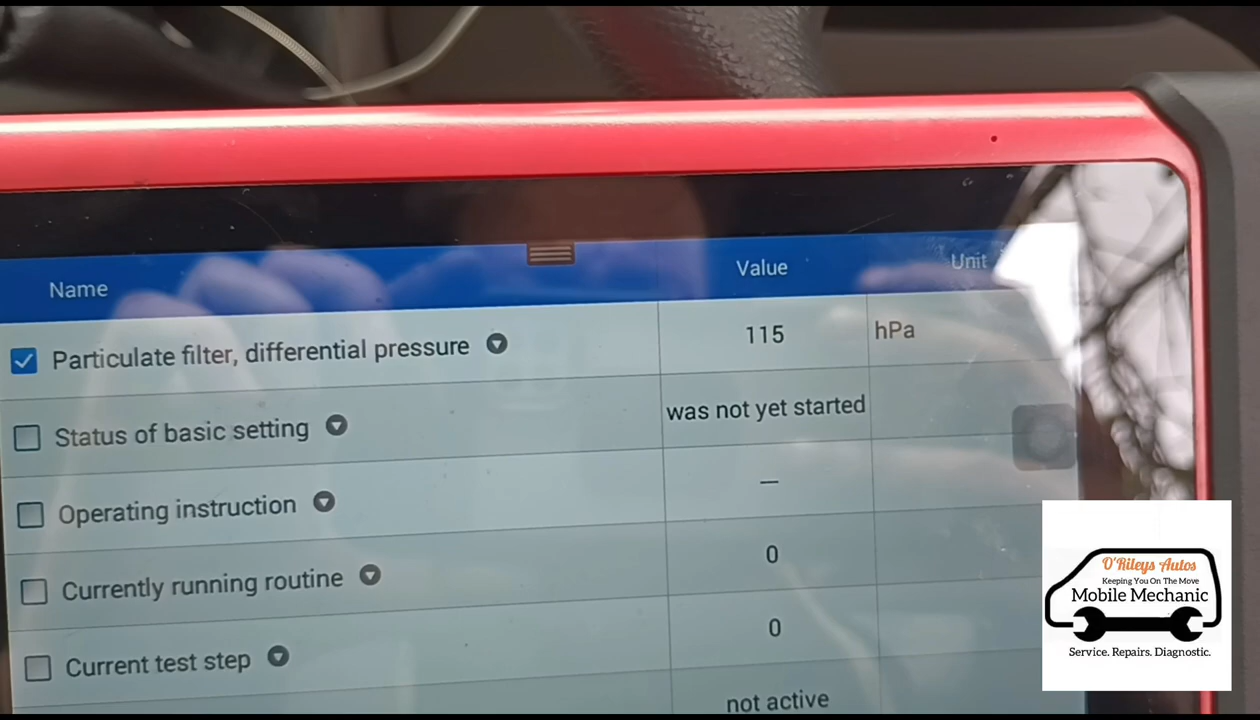 Name Value Unit
Particulate filter, differential pressure 115 hPa
Status of basic setting was not yet started
Operating instruction —
Currently running routine 0
Current test step 0
not active
O'Rileys Autos
Keeping You On The Move
Mobile Mechanic
Service. Repairs. Diagnostic.